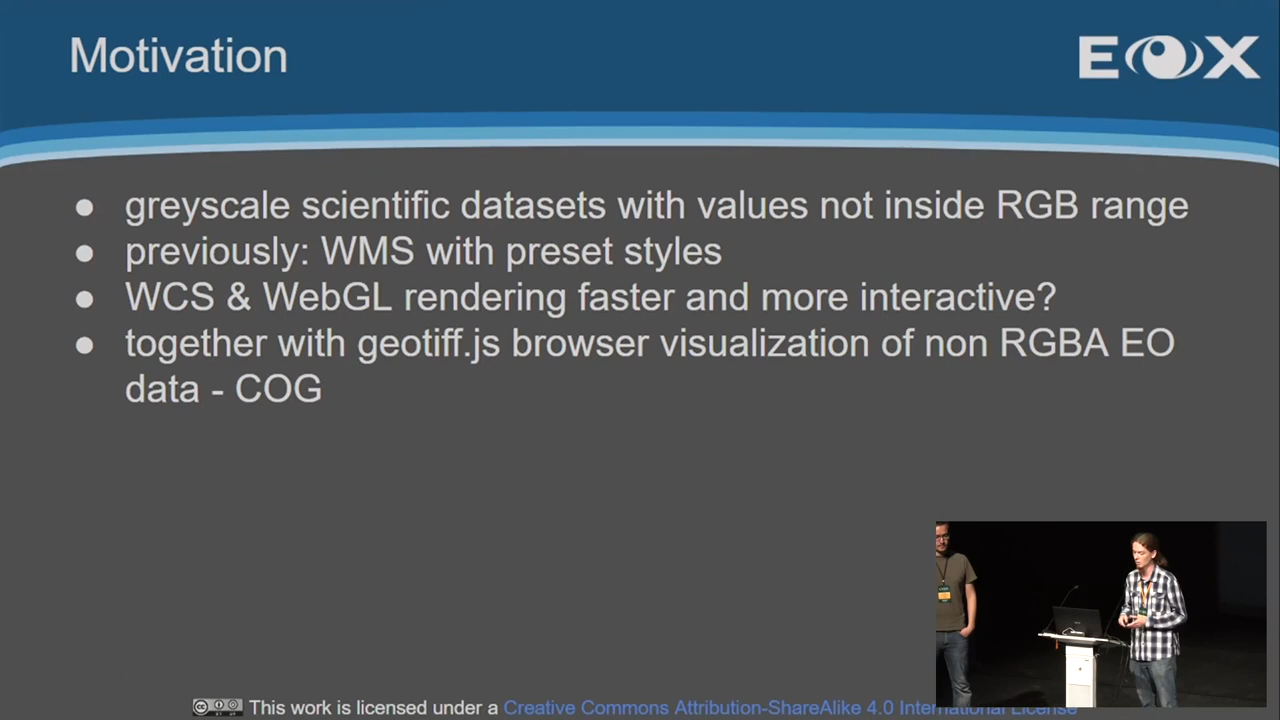 Motivation
EOX
● greyscale scientific datasets with values not inside RGB range
● previously: WMS with preset styles
● WCS & WebGL rendering faster and more interactive?
● together with geotiff.js browser visualization of non RGBA EO
data - COG
This work is licensed under a Creative Commons Attribution-ShareAlike 4.0 International License